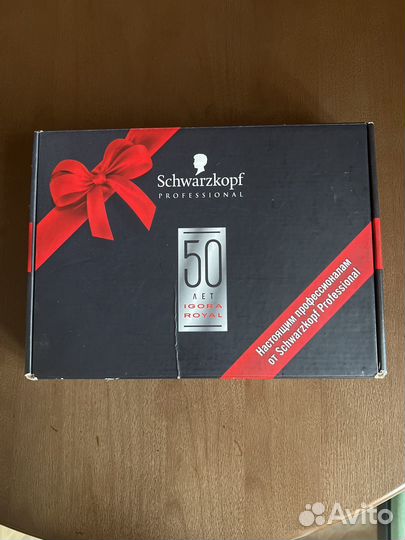 Schwarzkopf
PROFESSIONAL
50
ЛЕТ
IGORA
ROYAL
Настоящим профессионалам
от Schwarzkopf Professional
Avito